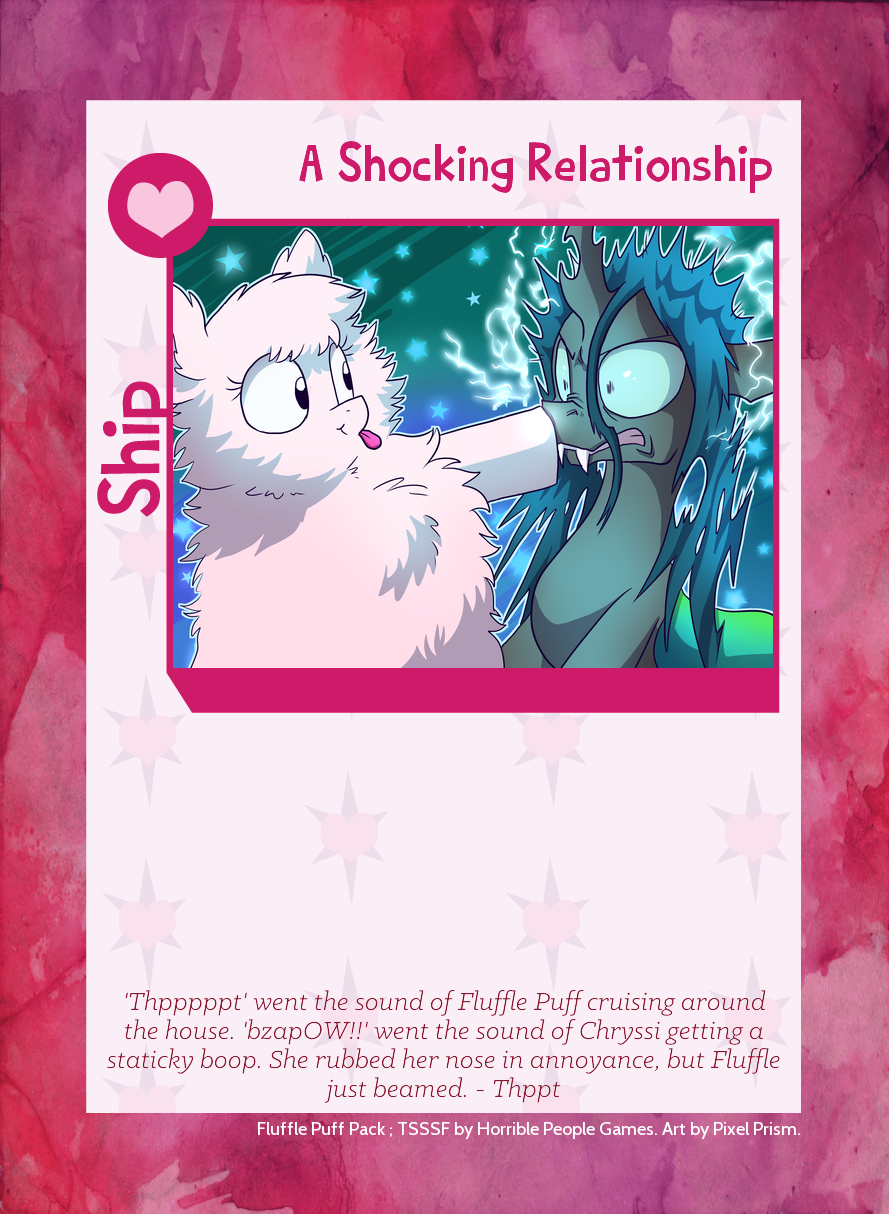 A Shocking Relationship
Ship
'Thpppppt' went the sound of Fluffle Puff cruising around
the house. 'bzapOW!!' went the sound of Chryssi getting a
staticky boop. She rubbed her nose in annoyance, but Fluffle
just beamed. - Thppt
Fluffle Puff Pack ; TSSSF by Horrible People Games. Art by Pixel Prism.